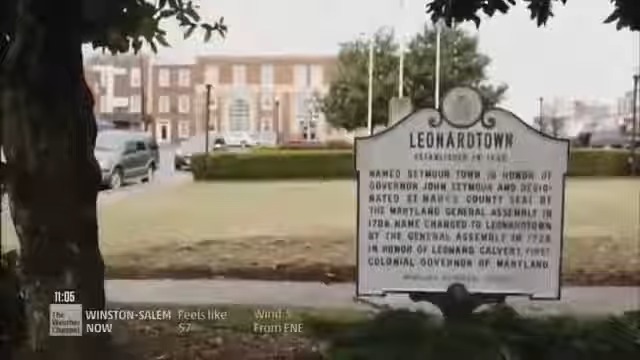 LEONARDTOWN
ESTABLISHED IN
NAMED SEYMOUR TOWN IN HONOR OF
GOVERNOR JOHN SEYMOUR AND DESIG-
NATED ST. MARYS COUNTY SEAT BY
THE MARYLAND GENERAL ASSEMBLY IN
1708. NAME CHANGED TO LEONARDTOWN
BY THE GENERAL ASSEMBLY IN 1728
IN HONOR OF LEONARD CALVERT, FIRST
COLONIAL GOVERNOR OF MARYLAND.
11:05
The
Weather
Channel
WINSTON-SALEM
NOW
Feels like
57
Wind: 5
From ENE